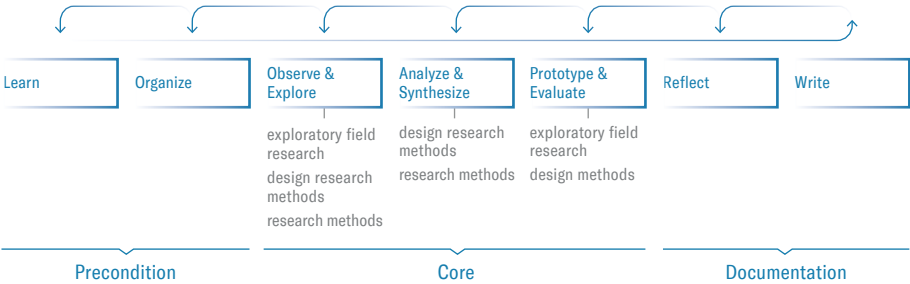 Learn
Organize
Observe &
Explore
Analyze &
Synthesize
Prototype &
Evaluate
Reflect
Write
exploratory field
research
design research
methods
research methods
design research
methods
research methods
exploratory field
research
design methods
Precondition
Core
Documentation